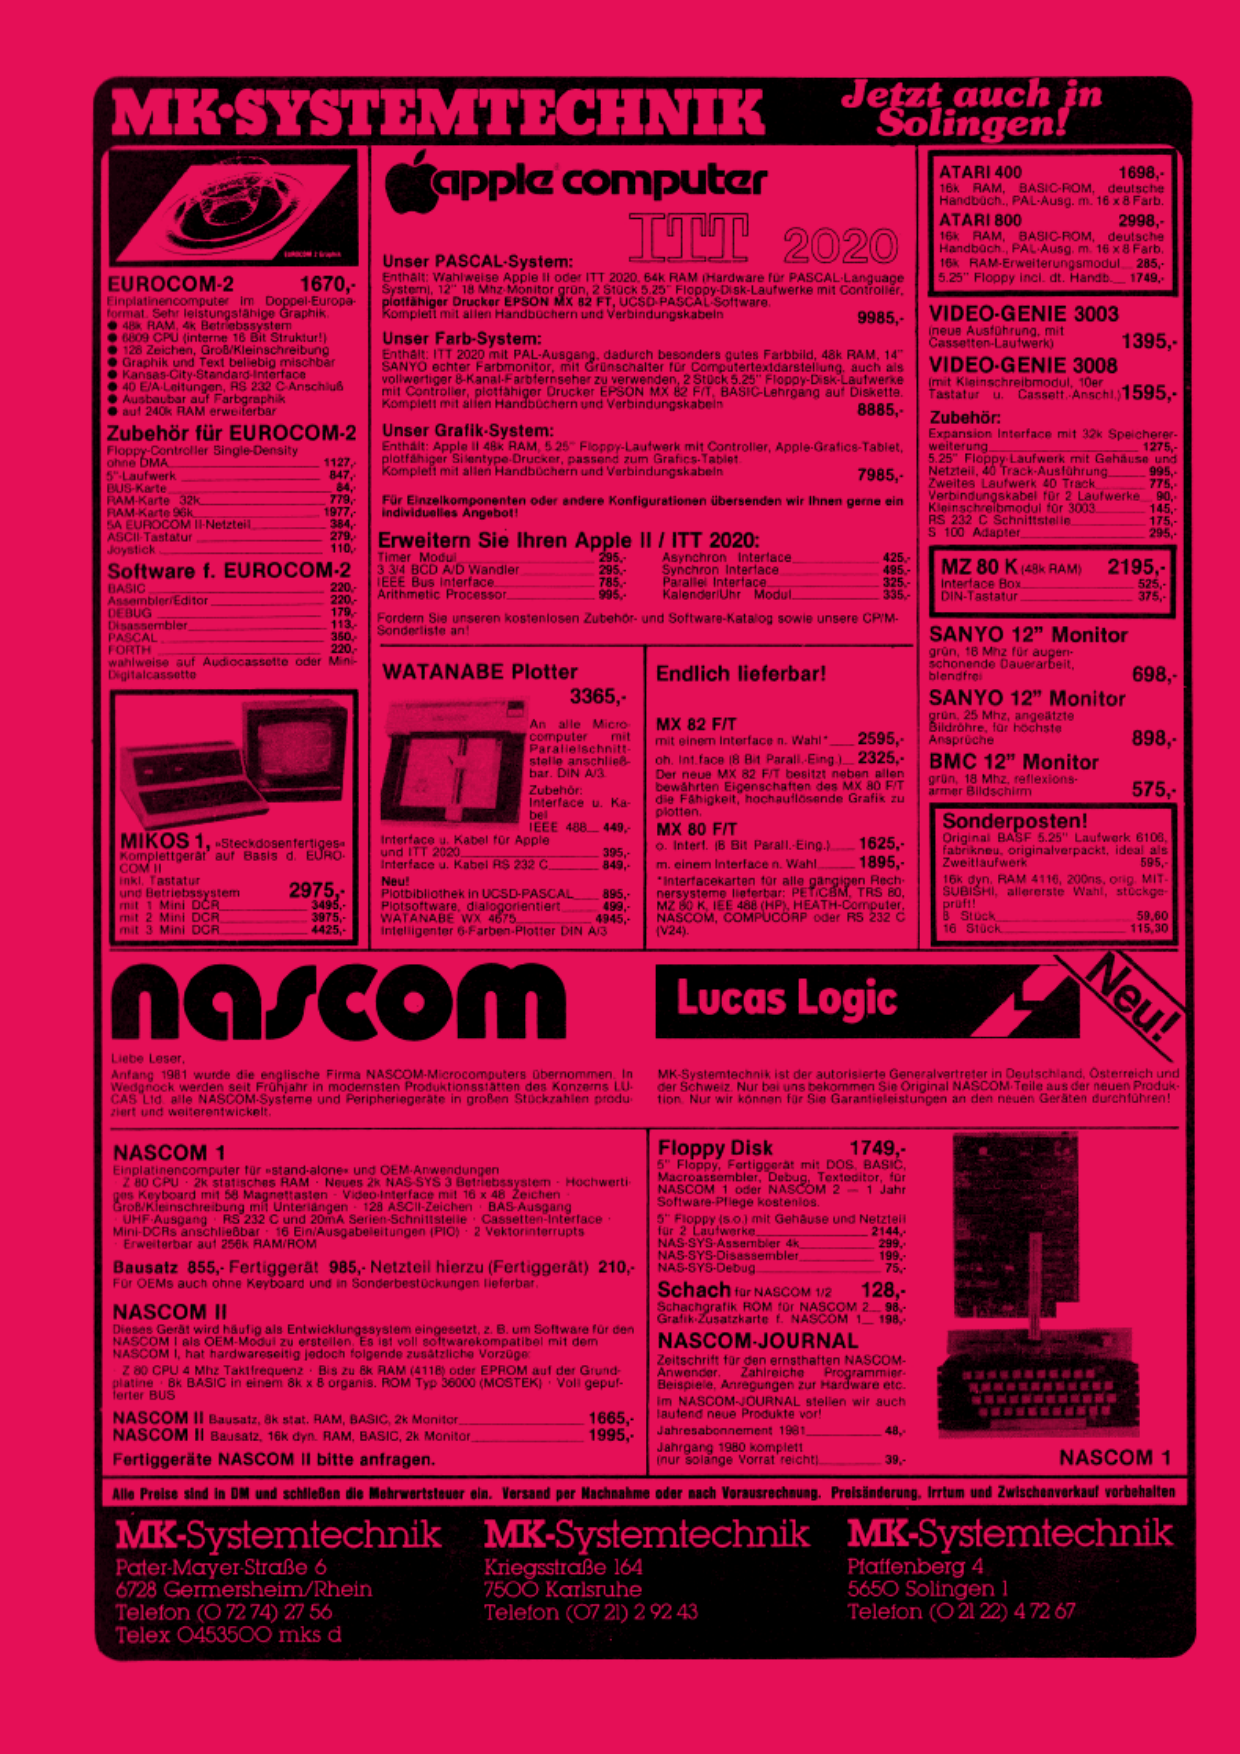 MK•SYSTEMTECHNIK
Jetzt auch in
Solingen!
EUROCOM 2 Graphik
EUROCOM-2 1670,-
Einplatinencomputer im Doppel-Europa-
format. Sehr leistungsfähige Graphik.
● 48k RAM, 4k Betriebssystem
● 6809 CPU (interne 16 Bit Struktur!)
● 128 Zeichen, Groß/Kleinschreibung
● Graphik und Text beliebig mischbar
● Kansas-City-Standard-Interface
● 40 E/A-Leitungen, RS 232 C-Anschluß
● Ausbaubar auf Farbgraphik
● auf 240k RAM erweiterbar
Zubehör für EUROCOM-2
Floppy-Controller Single-Density
ohne DMA 1127,-
5"-Laufwerk 847,-
BUS-Karte 84,-
RAM-Karte 32k 779,-
RAM-Karte 96k 1977,-
5A EUROCOM II-Netzteil 384,-
ASCII-Tastatur 279,-
Joystick 110,-
Software f. EUROCOM-2
BASIC 220,-
Assembler/Editor 220,-
DEBUG 179,-
Disassembler 113,-
PASCAL 350,-
FORTH 220,-
wahlweise auf Audiocassette oder Mini-
Digitalcassette
MIKOS 1, »Steckdosenfertiges«
Komplettgerät auf Basis d. EURO-
COM II
inkl. Tastatur
und Betriebssystem 2975,-
mit 1 Mini DCR 3495,-
mit 2 Mini DCR 3975,-
mit 3 Mini DCR 4425,-
apple computer
ITT 2020
Unser PASCAL-System:
Enthält: Wahlweise Apple II oder ITT 2020, 64k RAM (Hardware für PASCAL-Language
System), 12" 18 Mhz-Monitor grün, 2 Stück 5.25" Floppy-Disk-Laufwerke mit Controller,
plotfähiger Drucker EPSON MX 82 FT, UCSD-PASCAL-Software.
Komplett mit allen Handbüchern und Verbindungskabeln 9985,-
Unser Farb-System:
Enthält: ITT 2020 mit PAL-Ausgang, dadurch besonders gutes Farbbild, 48k RAM, 14"
SANYO echter Farbmonitor, mit Grünschalter für Computertextdarstellung, auch als
vollwertiger 8-Kanal-Farbfernseher zu verwenden, 2 Stück 5.25" Floppy-Disk-Laufwerke
mit Controller, plotfähiger Drucker EPSON MX 82 F/T, BASIC-Lehrgang auf Diskette.
Komplett mit allen Handbüchern und Verbindungskabeln 8885,-
Unser Grafik-System:
Enthält: Apple II 48k RAM, 5.25" Floppy-Laufwerk mit Controller, Apple-Grafics-Tablet,
plotfähiger Silentype-Drucker, passend zum Grafics-Tablet.
Komplett mit allen Handbüchern und Verbindungskabeln 7985,-
Für Einzelkomponenten oder andere Konfigurationen übersenden wir Ihnen gerne ein
individuelles Angebot!
Erweitern Sie Ihren Apple II / ITT 2020:
Timer Modul 295,- Asynchron Interface 425,-
3 3/4 BCD A/D Wandler 295,- Synchron Interface 495,-
IEEE Bus Interface 785,- Parallel Interface 325,-
Arithmetic Processor 995,- Kalender/Uhr Modul 335,-
Fordern Sie unseren kostenlosen Zubehör- und Software-Katalog sowie unsere CP/M-
Sonderliste an!
WATANABE Plotter
3365,-
An alle Micro-
computer mit
Parallelschnitt-
stelle anschließ-
bar. DIN A/3.
Zubehör:
Interface u. Ka-
bel
IEEE 488 449,-
Interface u. Kabel für Apple
und ITT 2020 395,-
Interface u. Kabel RS 232 C 849,-
Neu!
Plotbibliothek in UCSD-PASCAL 895,-
Plotsoftware, dialogorientiert 499,-
WATANABE WX 4675 4945,-
Intelligenter 6-Farben-Plotter DIN A/3
Endlich lieferbar!
MX 82 F/T
mit einem Interface n. Wahl* 2595,-
oh. Int.face (8 Bit Parall.-Eing.) 2325,-
Der neue MX 82 F/T besitzt neben allen
bewährten Eigenschaften des MX 80 F/T
die Fähigkeit, hochauflösende Grafik zu
plotten.
MX 80 F/T
o. Interf. (8 Bit Parall.-Eing.) 1625,-
m. einem Interface n. Wahl 1895,-
*Interfacekarten für alle gängigen Rech-
nersysteme lieferbar: PET/CBM, TRS 80,
MZ 80 K, IEE 488 (HP), HEATH-Computer,
NASCOM, COMPUCORP oder RS 232 C
(V24).
ATARI 400 1698,-
16k RAM, BASIC-ROM, deutsche
Handbüch., PAL-Ausg. m. 16 x 8 Farb.
ATARI 800 2998,-
16k RAM, BASIC-ROM, deutsche
Handbüch., PAL-Ausg. m. 16 x 8 Farb.
16k RAM-Erweiterungsmodul 285,-
5.25" Floppy incl. dt. Handb. 1749,-
VIDEO-GENIE 3003
(neue Ausführung, mit
Cassetten-Laufwerk) 1395,-
VIDEO-GENIE 3008
(mit Kleinschreibmodul, 10er
Tastatur u. Cassett.-Anschl.) 1595,-
Zubehör:
Expansion Interface mit 32k Speicherer-
weiterung 1275,-
5.25" Floppy-Laufwerk mit Gehäuse und
Netzteil, 40 Track-Ausführung 995,-
Zweites Laufwerk 40 Track 775,-
Verbindungskabel für 2 Laufwerke 90,-
Kleinschreibmodul für 3003 145,-
RS 232 C Schnittstelle 175,-
S 100 Adapter 295,-
MZ 80 K (48k RAM) 2195,-
Interface Box 525,-
DIN-Tastatur 375,-
SANYO 12" Monitor
grün, 18 Mhz für augen-
schonende Dauerarbeit,
blendfrei 698,-
SANYO 12" Monitor
grün, 25 Mhz, angeätzte
Bildröhre, für höchste
Ansprüche 898,-
BMC 12" Monitor
grün, 18 Mhz, reflexions-
armer Bildschirm 575,-
Sonderposten!
Original BASF 5.25" Laufwerk 6106,
fabrikneu, originalverpackt, ideal als
Zweitlaufwerk 595,-
16k dyn. RAM 4116, 200ns, orig. MIT-
SUBISHI, allererste Wahl, stückge-
prüft!
8 Stück 59,60
16 Stück 115,30
nascom
Lucas Logic
Neu!
Liebe Leser,
Anfang 1981 wurde die englische Firma NASCOM-Microcomputers übernommen. In
Wedgnock werden seit Frühjahr in modernsten Produktionsstätten des Konzerns LU-
CAS Ltd. alle NASCOM-Systeme und Peripheriegeräte in großen Stückzahlen produ-
ziert und weiterentwickelt.
MK-Systemtechnik ist der autorisierte Generalvertreter in Deutschland, Österreich und
der Schweiz. Nur bei uns bekommen Sie Original NASCOM-Teile aus der neuen Produk-
tion. Nur wir können für Sie Garantieleistungen an den neuen Geräten durchführen!
NASCOM 1
Einplatinencomputer für »stand-alone« und OEM-Anwendungen
· Z 80 CPU · 2k statisches RAM · Neues 2k NAS-SYS 3 Betriebssystem · Hochwerti-
ges Keyboard mit 58 Magnettasten · Video-Interface mit 16 x 48 Zeichen ·
Groß/Kleinschreibung mit Unterlängen · 128 ASCII-Zeichen · BAS-Ausgang
· UHF-Ausgang · RS 232 C und 20mA Serien-Schnittstelle · Cassetten-Interface ·
Mini-DCRs anschließbar · 16 Ein/Ausgabeleitungen (PIO) · 2 Vektorinterrupts
· Erweiterbar auf 256k RAM/ROM
Bausatz 855,- Fertiggerät 985,- Netzteil hierzu (Fertiggerät) 210,-
Für OEMs auch ohne Keyboard und in Sonderbestückungen lieferbar.
NASCOM II
Dieses Gerät wird häufig als Entwicklungssystem eingesetzt, z. B. um Software für den
NASCOM I als OEM-Modul zu erstellen. Es ist voll softwarekompatibel mit dem
NASCOM I, hat hardwareseitig jedoch folgende zusätzliche Vorzüge:
· Z 80 CPU 4 Mhz Taktfrequenz · Bis zu 8k RAM (4118) oder EPROM auf der Grund-
platine · 8k BASIC in einem 8k x 8 organis. ROM Typ 36000 (MOSTEK) · Voll gepuf-
ferter BUS
NASCOM II Bausatz, 8k stat. RAM, BASIC, 2k Monitor 1665,-
NASCOM II Bausatz, 16k dyn. RAM, BASIC, 2k Monitor 1995,-
Fertiggeräte NASCOM II bitte anfragen.
Floppy Disk 1749,-
5" Floppy, Fertiggerät mit DOS, BASIC,
Macroassembler, Debug, Texteditor, für
NASCOM 1 oder NASCOM 2 — 1 Jahr
Software-Pflege kostenlos.
5" Floppy (s.o.) mit Gehäuse und Netzteil
für 2 Laufwerke 2144,-
NAS-SYS-Assembler 4k 299,-
NAS-SYS-Disassembler 199,-
NAS-SYS-Debug 75,-
Schach für NASCOM 1/2 128,-
Schachgrafik ROM für NASCOM 2 98,-
Grafik-Zusatzkarte f. NASCOM 1 198,-
NASCOM-JOURNAL
Zeitschrift für den ernsthaften NASCOM-
Anwender. Zahlreiche Programmier-
Beispiele, Anregungen zur Hardware etc.
Im NASCOM-JOURNAL stellen wir auch
laufend neue Produkte vor!
Jahresabonnement 1981 48,-
Jahrgang 1980 komplett
(nur solange Vorrat reicht) 39,-
NASCOM 1
Alle Preise sind in DM und schließen die Mehrwertsteuer ein. Versand per Nachnahme oder nach Vorausrechnung. Preisänderung, Irrtum und Zwischenverkauf vorbehalten
MK-Systemtechnik
Pater-Mayer-Straße 6
6728 Germersheim/Rhein
Telefon (0 72 74) 27 56
Telex 0453500 mks d
MK-Systemtechnik
Kriegsstraße 164
7500 Karlsruhe
Telefon (07 21) 2 92 43
MK-Systemtechnik
Pfaffenberg 4
5650 Solingen 1
Telefon (0 21 22) 4 72 67